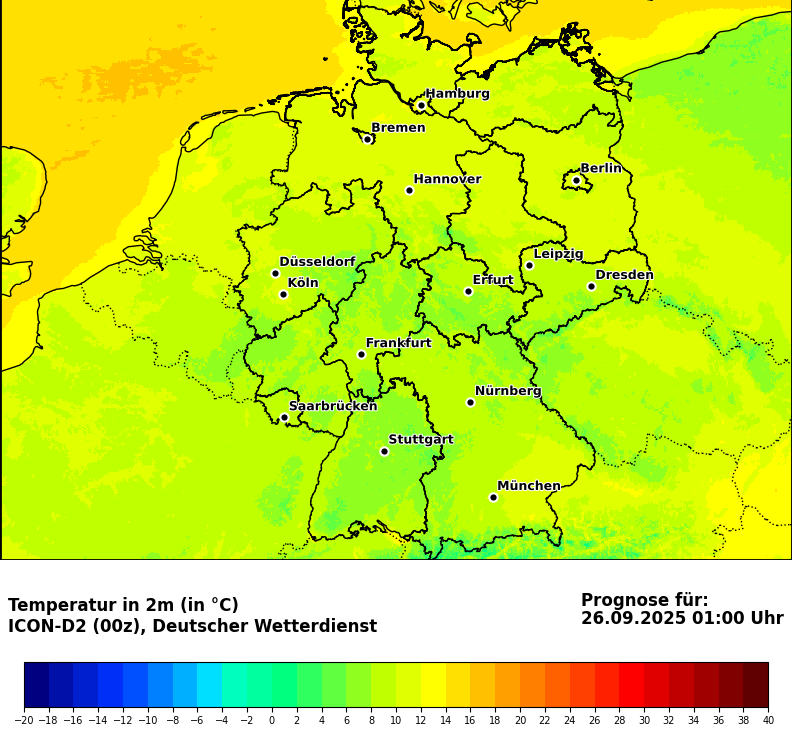 Hamburg
Bremen
Berlin
Hannover
Leipzig
Düsseldorf
Dresden
Köln
Erfurt
Frankfurt
Nürnberg
Saarbrücken
Stuttgart
München
Temperatur in 2m (in °C)
ICON-D2 (00z), Deutscher Wetterdienst
Prognose für:
26.09.2025 01:00 Uhr
−20 −18 −16 −14 −12 −10 −8 −6 −4 −2 0 2 4 6 8 10 12 14 16 18 20 22 24 26 28 30 32 34 36 38 40